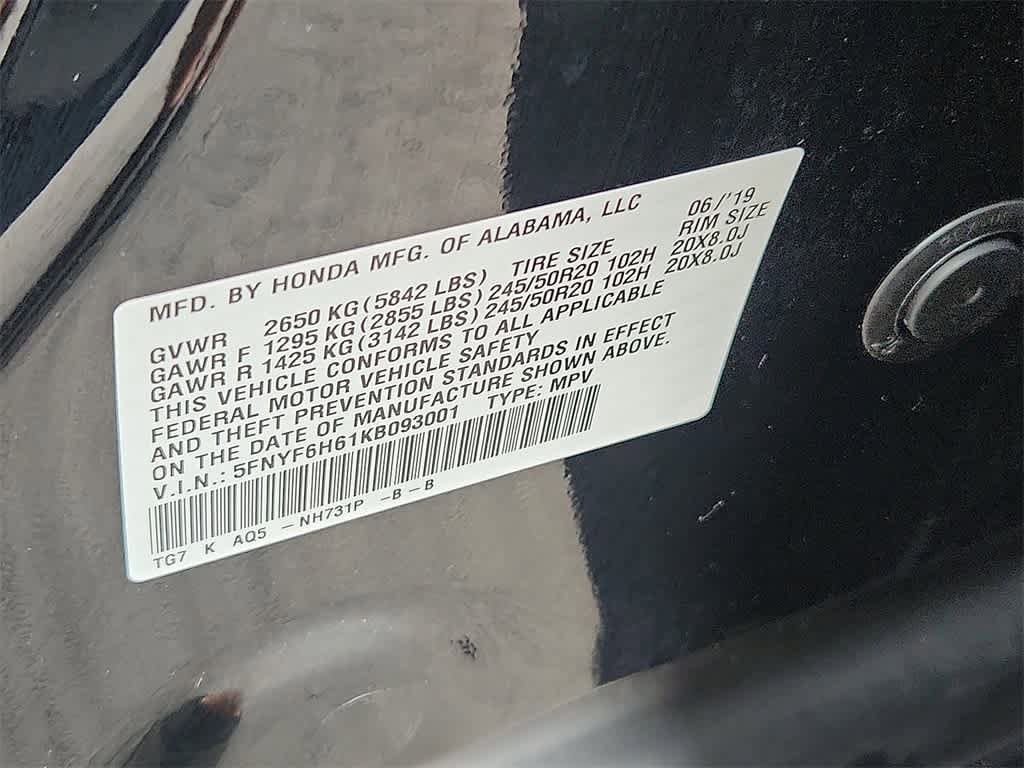 MFD. BY HONDA MFG. OF ALABAMA, LLC 06/'19
GVWR 2650 KG(5842 LBS) TIRE SIZE RIM SIZE
GAWR F 1295 KG(2855 LBS)245/50R20 102H 20X8.0J
GAWR R 1425 KG(3142 LBS)245/50R20 102H 20X8.0J
THIS VEHICLE CONFORMS TO ALL APPLICABLE
FEDERAL MOTOR VEHICLE SAFETY
AND THEFT PREVENTION STANDARDS IN EFFECT
ON THE DATE OF MANUFACTURE SHOWN ABOVE.
V.I.N.:5FNYF6H61KB093001 TYPE: MPV
TG7 K AQ5 -NH731P -B-B